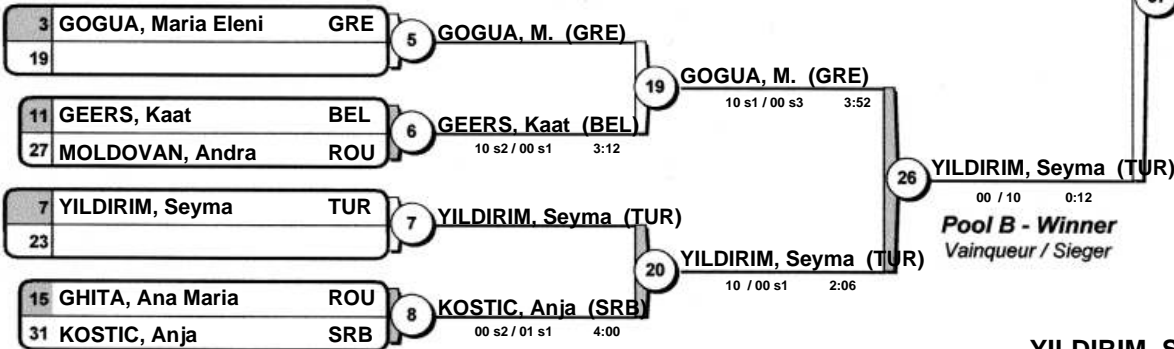 3 GOGUA, Maria Eleni GRE
19
5
GOGUA, M. (GRE)
11 GEERS, Kaat BEL
27 MOLDOVAN, Andra ROU
6
GEERS, Kaat (BEL)
10 s2 / 00 s1 3:12
19
GOGUA, M. (GRE)
10 s1 / 00 s3 3:52
7 YILDIRIM, Seyma TUR
23
7
YILDIRIM, Seyma (TUR)
15 GHITA, Ana Maria ROU
31 KOSTIC, Anja SRB
8
KOSTIC, Anja (SRB)
00 s2 / 01 s1 4:00
20
YILDIRIM, Seyma (TUR)
10 / 00 s1 2:06
26
YILDIRIM, Seyma (TUR)
00 / 10 0:12
Pool B - Winner
Vainqueur / Sieger